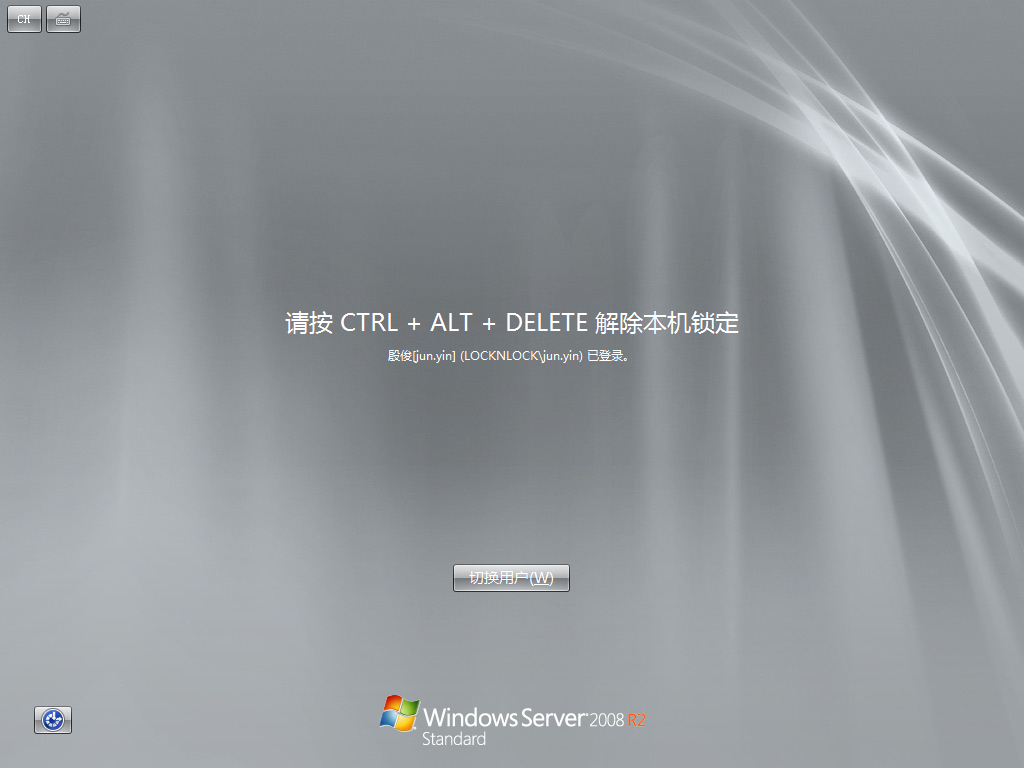 CH
请按 CTRL + ALT + DELETE 解除本机锁定
殷俊[jun.yin] (LOCKNLOCK\jun.yin) 已登录。
切换用户(W)
Windows Server 2008 R2
Standard